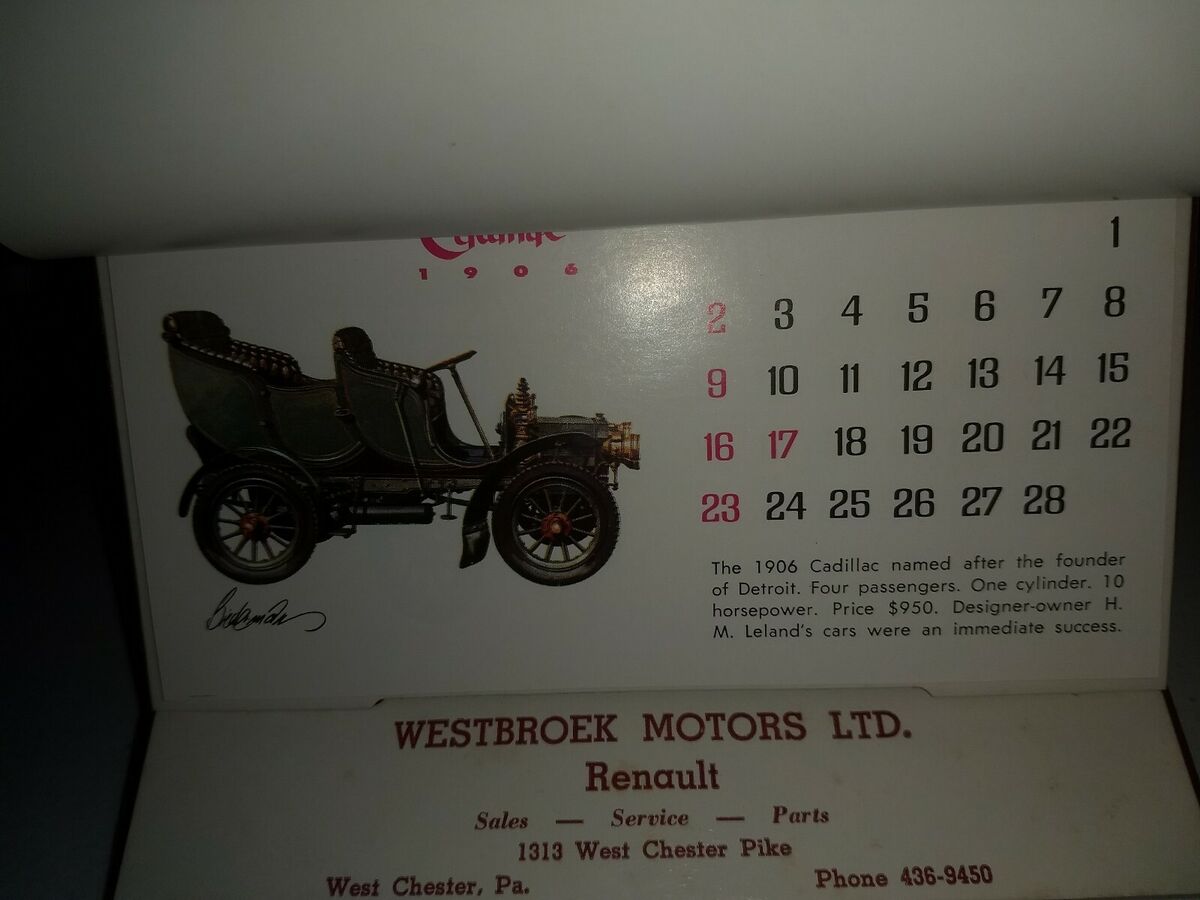 1906
1
2 3 4 5 6 7 8
9 10 11 12 13 14 15
16 17 18 19 20 21 22
23 24 25 26 27 28
The 1906 Cadillac named after the founder
of Detroit. Four passengers. One cylinder. 10
horsepower. Price $950. Designer-owner H.
M. Leland's cars were an immediate success.
WESTBROEK MOTORS LTD.
Renault
Sales — Service — Parts
1313 West Chester Pike
West Chester, Pa. Phone 436-9450